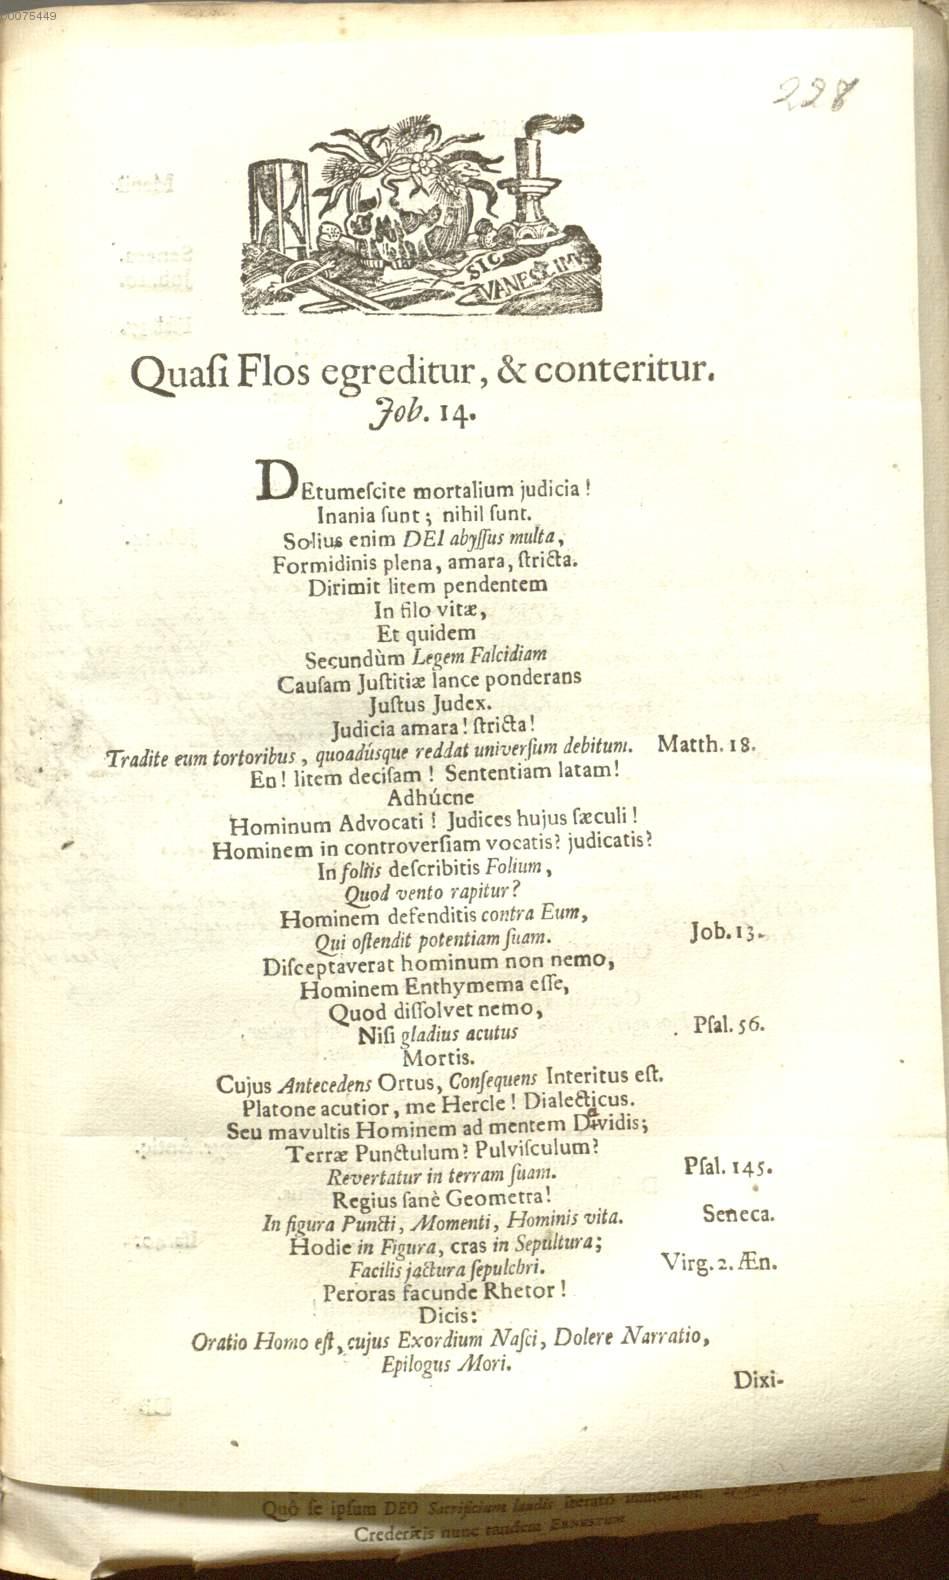 00075449
228
SIC
VANESCIMUS
Quaſi Flos egreditur, & conteritur.
Job. 14.
DEtumeſcite mortalium judicia!
Inania ſunt; nihil ſunt.
Solius enim DEI abyſſus multa,
Formidinis plena, amara, ſtricta.
Dirimit litem pendentem
In filo vitæ,
Et quidem
Secundùm Legem Falcidiam
Cauſam Juſtitiæ lance ponderans
Juſtus Judex.
Judicia amara! ſtricta!
Tradite eum tortoribus, quoadúsque reddat univerſum debitum. Matth. 18.
En! litem deciſam! Sententiam latam!
Adhúcne
Hominum Advocati! Judices hujus ſæculi!
Hominem in controverſiam vocatis? judicatis?
In foliis deſcribitis Folium,
Quod vento rapitur?
Hominem defenditis contra Eum,
Qui oſtendit potentiam ſuam. Job. 13.
Diſceptaverat hominum non nemo,
Hominem Enthymema eſſe,
Quod diſſolvet nemo,
Niſi gladius acutus Pſal. 56.
Mortis.
Cujus Antecedens Ortus, Conſequens Interitus eſt.
Platone acutior, me Hercle! Dialecticus.
Seu mavultis Hominem ad mentem Davidis;
Terræ Punctulum? Pulviſculum?
Revertatur in terram ſuam. Pſal. 145.
Regius ſanè Geometra!
In figura Puncti, Momenti, Hominis vita. Seneca.
Hodie in Figura, cras in Sepultura;
Facilis jactura ſepulchri. Virg. 2. Æn.
Peroras facunde Rhetor!
Dicis:
Oratio Homo eſt, cujus Exordium Naſci, Dolere Narratio,
Epilogus Mori.
Dixi-
Quô ſe ipſum DEO Sacrificium laudis iterato
Crederetis nunc tandem ERNESTUM